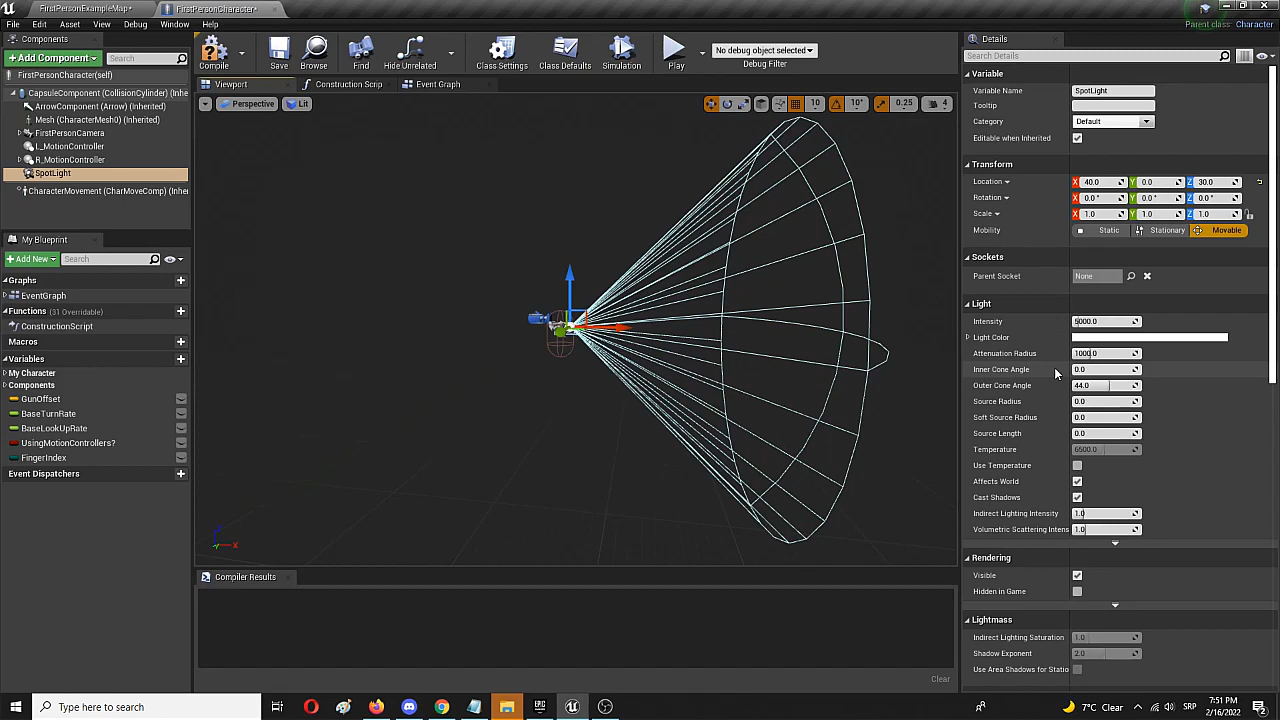 FirstPersonExampleMap*
FirstPersonCharacter*
File Edit Asset View Debug Window Help
Parent class: Character
Components
Add Component
Search
FirstPersonCharacter(self)
CapsuleComponent (CollisionCylinder) (Inhe
ArrowComponent (Arrow) (Inherited)
Mesh (CharacterMesh0) (Inherited)
FirstPersonCamera
L_MotionController
R_MotionController
SpotLight
CharacterMovement (CharMoveComp) (Inher
My Blueprint
Add New
Search
Graphs
EventGraph
Functions (31 Overridable)
ConstructionScript
Macros
Variables
My Character
Components
GunOffset
BaseTurnRate
BaseLookUpRate
UsingMotionControllers?
FingerIndex
Event Dispatchers
Compile Save Browse Find Hide Unrelated Class Settings Class Defaults Simulation Play
No debug object selected
Debug Filter
Viewport Construction Scrip Event Graph
Perspective Lit
10 10° 0.25 4
Z
X
Compiler Results
Clear
Details
Search Details
Variable
Variable Name SpotLight
Tooltip
Category Default
Editable when Inherited
Transform
Location X 40.0 Y 0.0 Z 30.0
Rotation X 0.0 ° Y 0.0 ° Z 0.0 °
Scale X 1.0 Y 1.0 Z 1.0
Mobility Static Stationary Movable
Sockets
Parent Socket None
Light
Intensity 5000.0
Light Color
Attenuation Radius 1000.0
Inner Cone Angle 0.0
Outer Cone Angle 44.0
Source Radius 0.0
Soft Source Radius 0.0
Source Length 0.0
Temperature 6500.0
Use Temperature
Affects World
Cast Shadows
Indirect Lighting Intensity 1.0
Volumetric Scattering Intens 1.0
Rendering
Visible
Hidden in Game
Lightmass
Indirect Lighting Saturation 1.0
Shadow Exponent 2.0
Use Area Shadows for Statio
Type here to search
7°C Clear
SRP
7:51 PM
2/16/2022